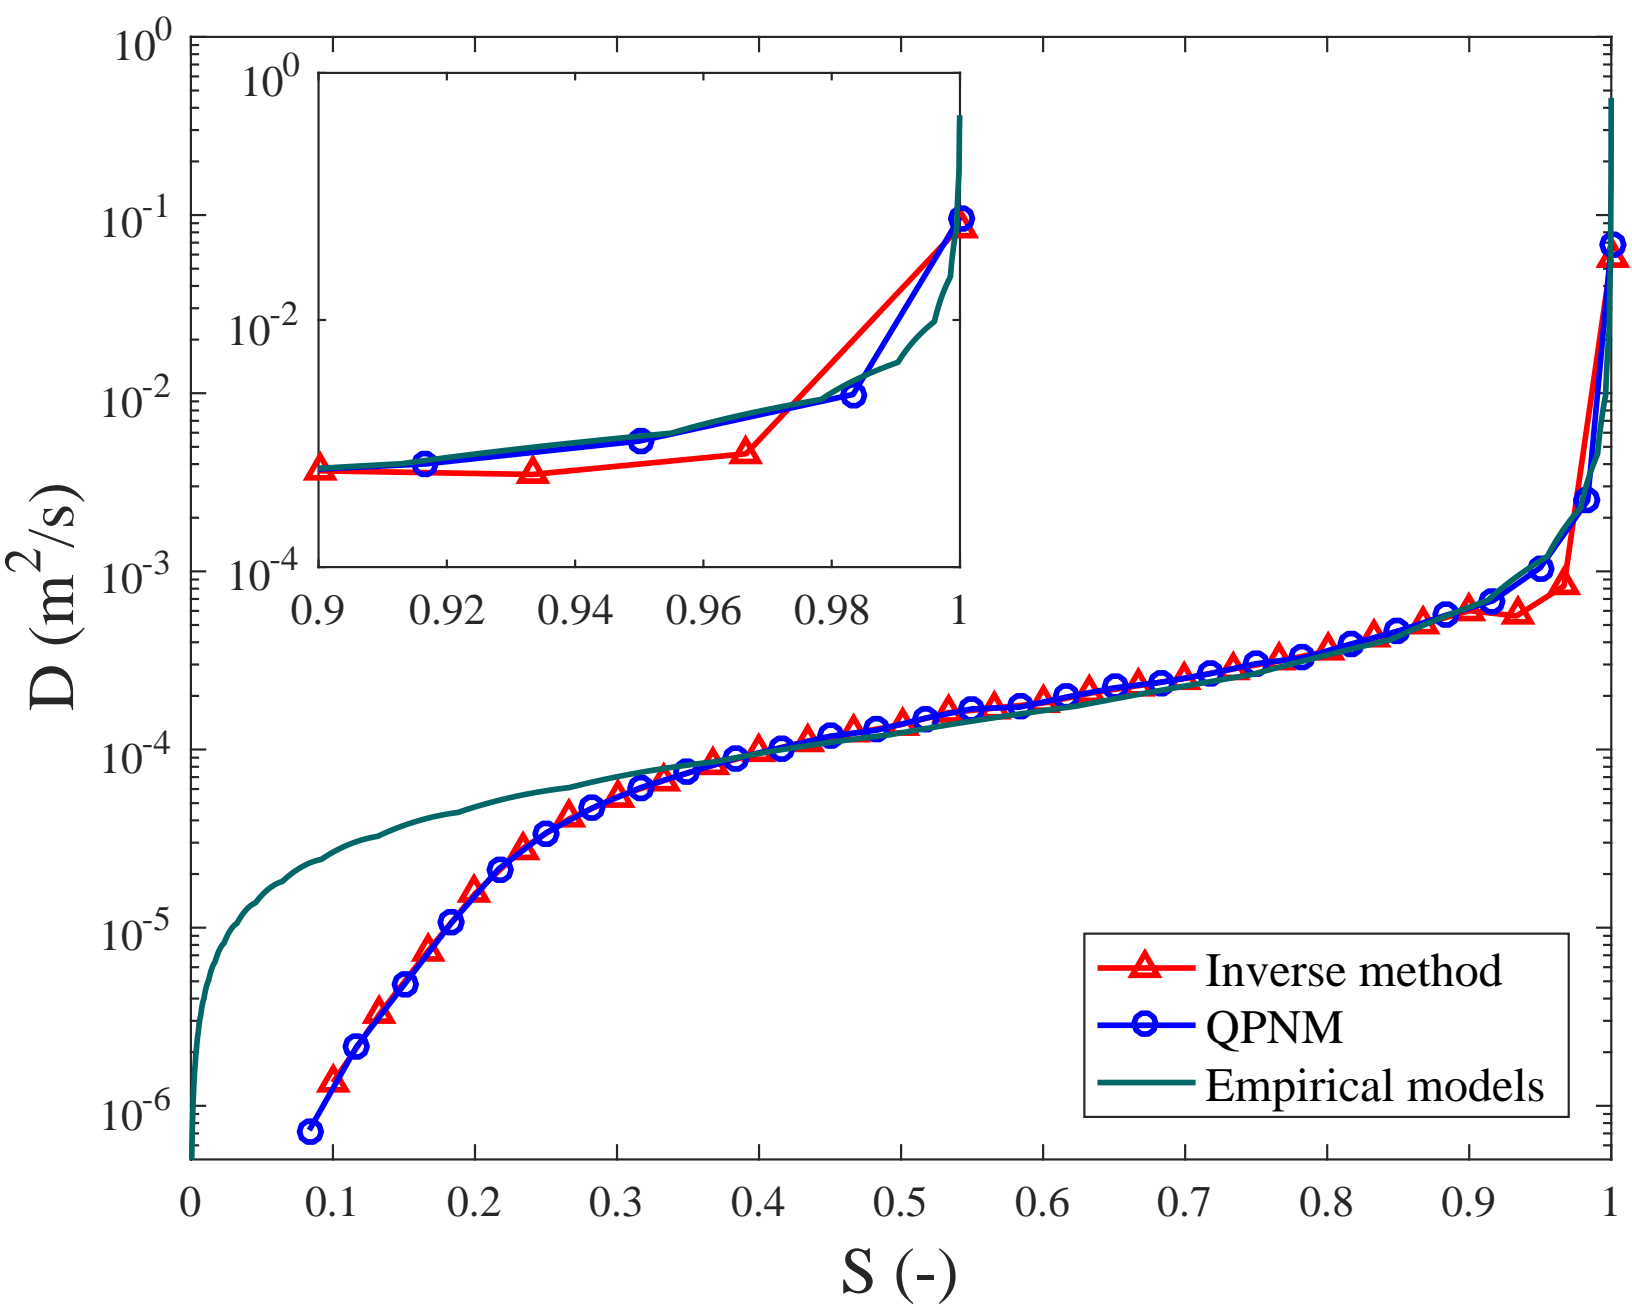 10^0
10^-1
10^-2
10^-3
10^-4
10^-5
10^-6
D (m^2/s)
10^0
10^-2
10^-4
0.9 0.92 0.94 0.96 0.98 1
Inverse method
QPNM
Empirical models
0 0.1 0.2 0.3 0.4 0.5 0.6 0.7 0.8 0.9 1
S (-)